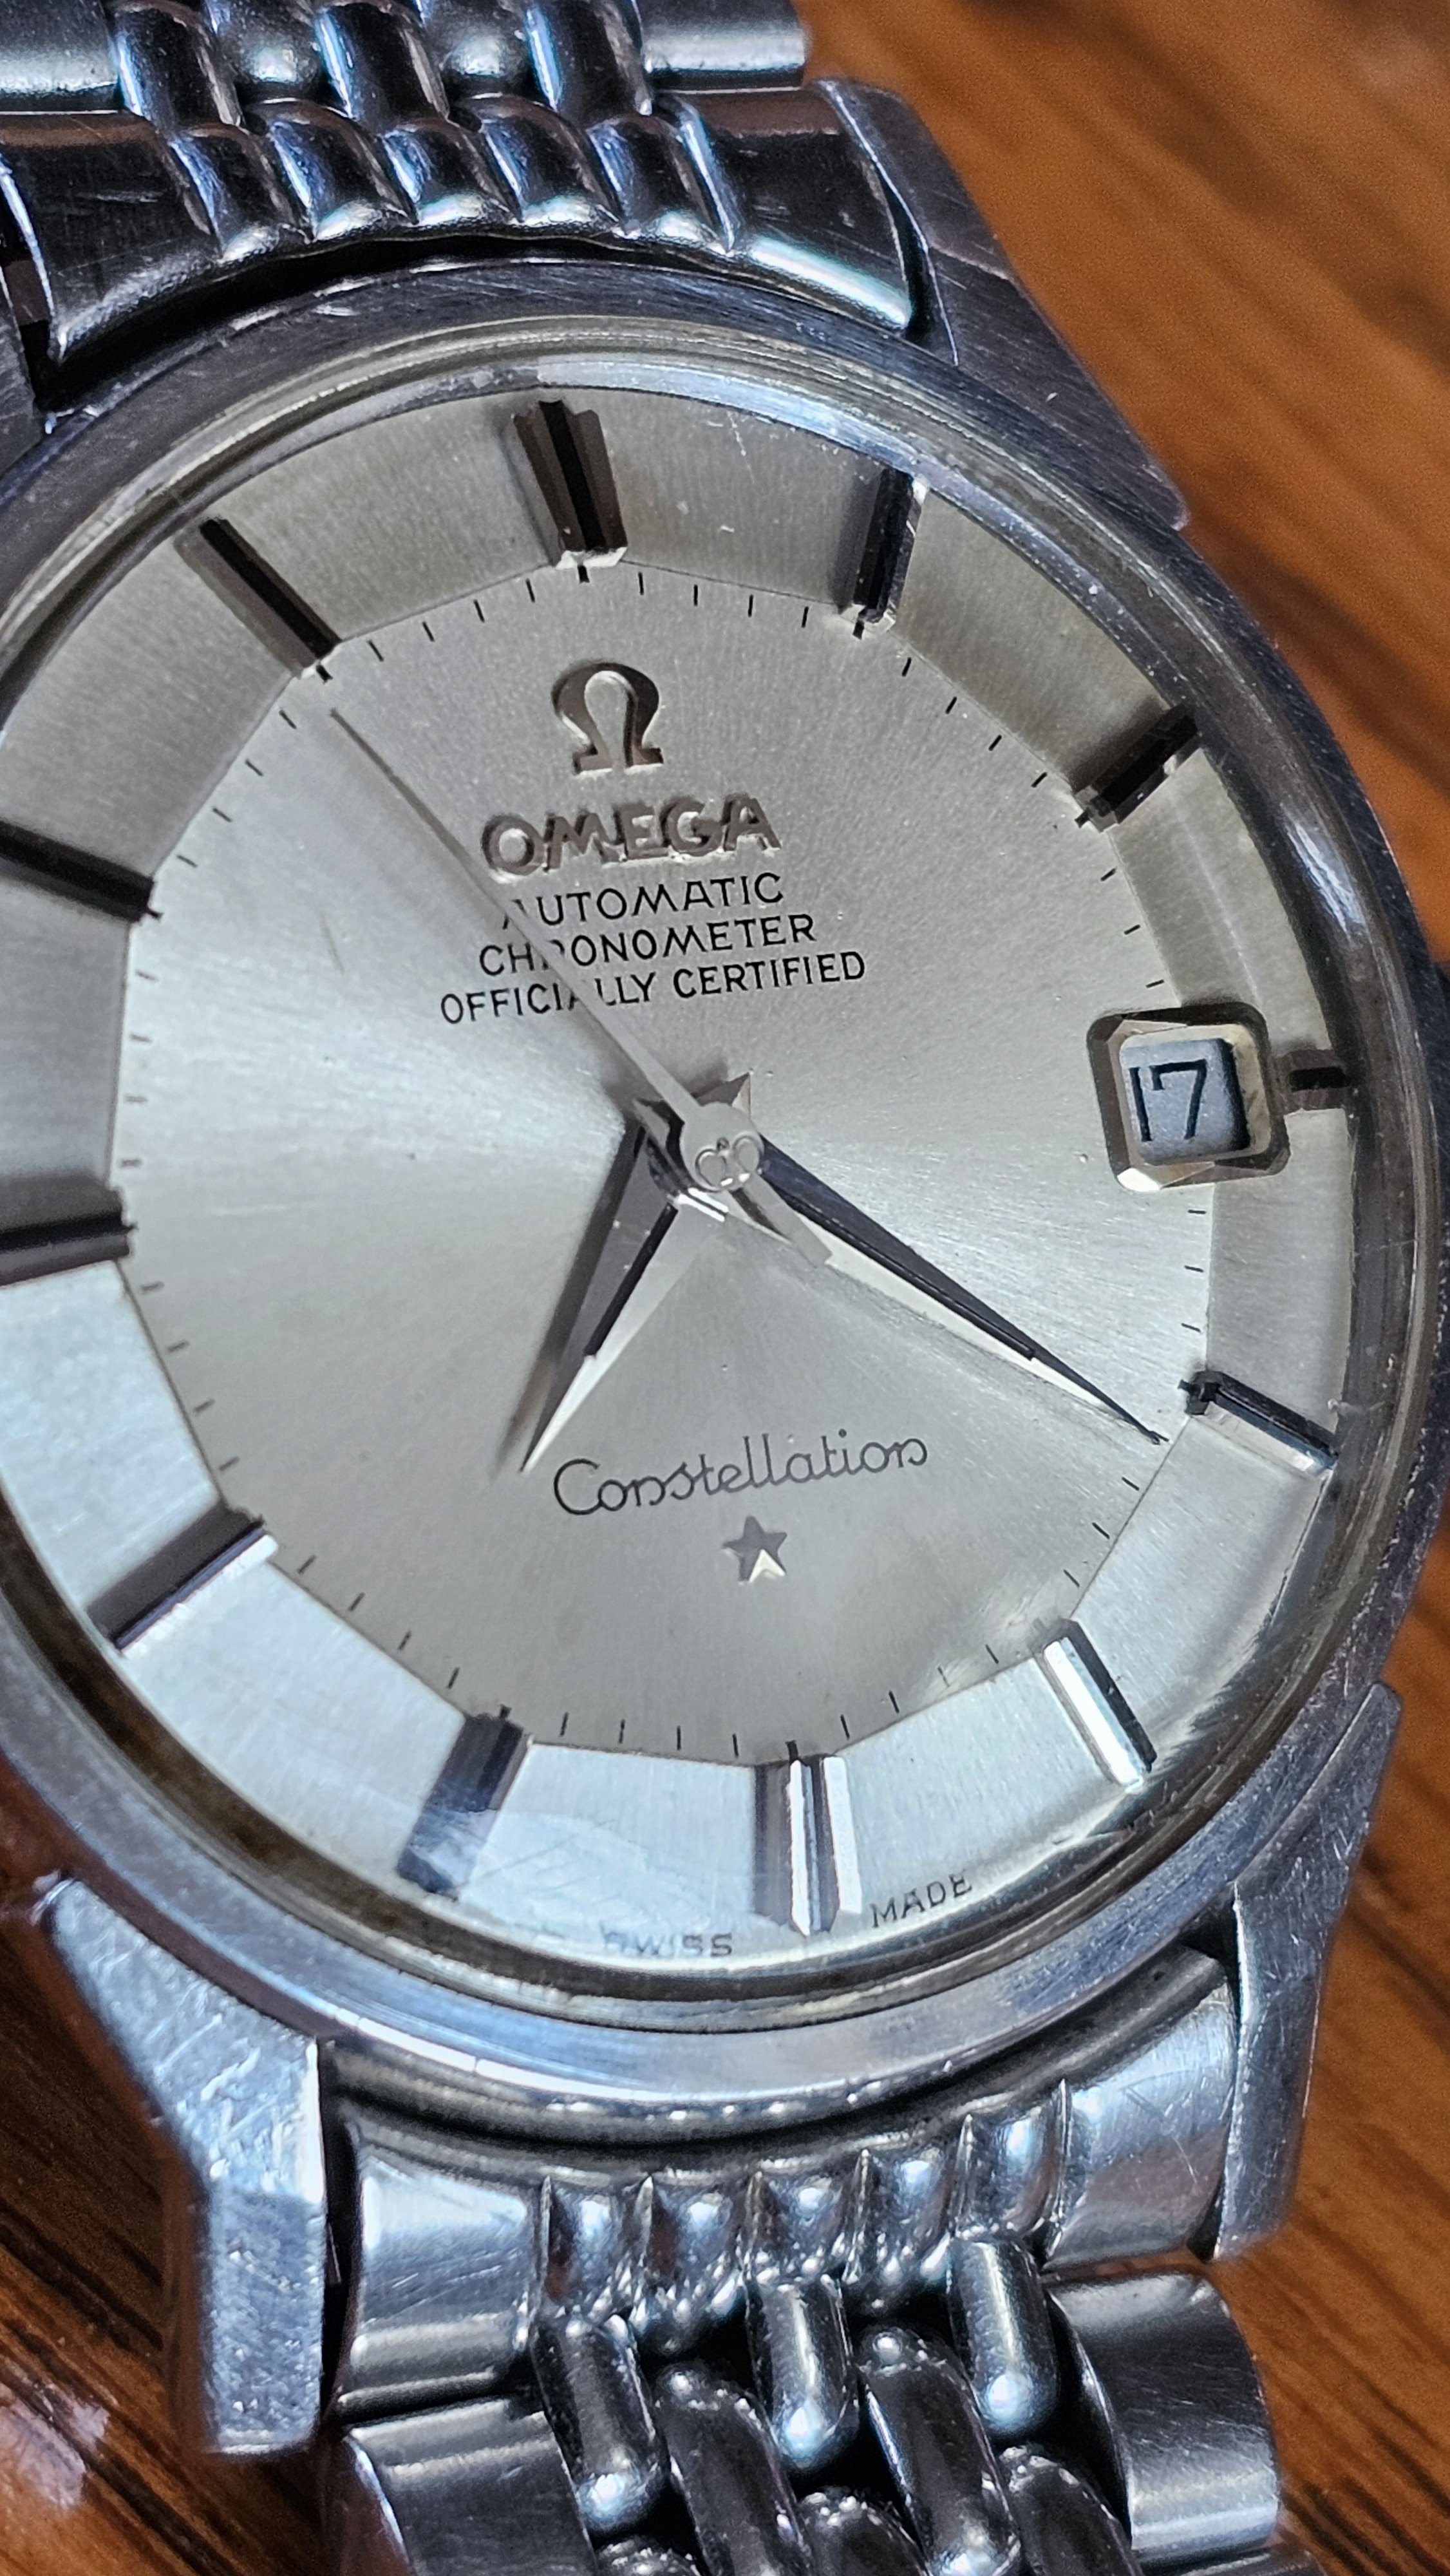 Ω
OMEGA
AUTOMATIC
CHRONOMETER
OFFICIALLY CERTIFIED
17
Constellation
SWISS MADE